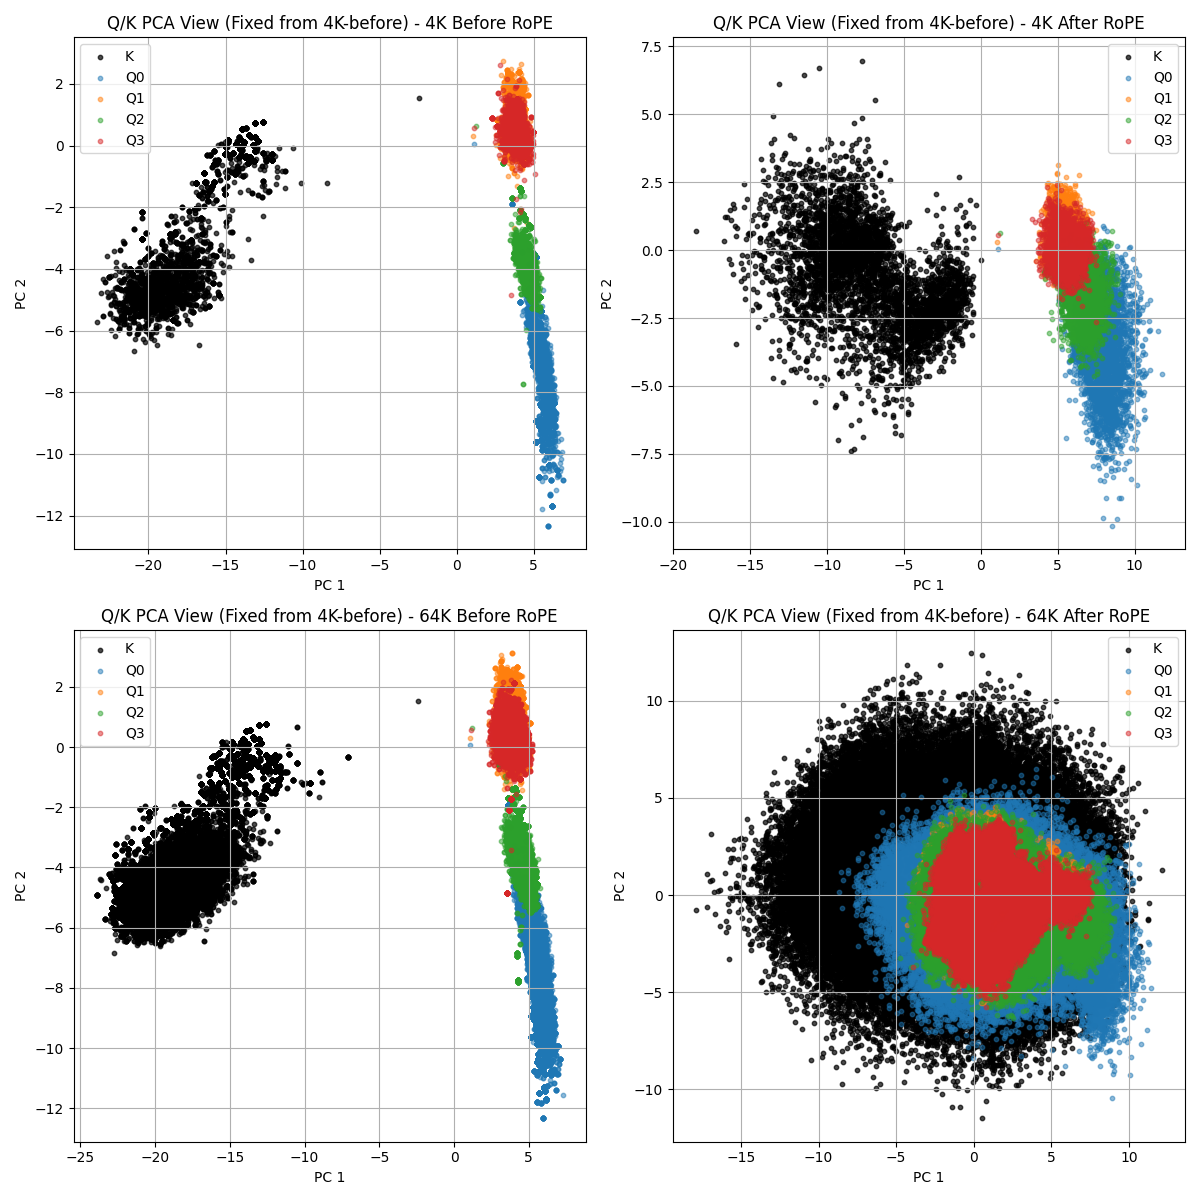 Q/K PCA View (Fixed from 4K-before) - 4K Before RoPE
K
Q0
Q1
Q2
Q3
2
0
−2
−4
−6
−8
−10
−12
PC 2
−20
−15
−10
−5
0
5
PC 1
Q/K PCA View (Fixed from 4K-before) - 4K After RoPE
K
Q0
Q1
Q2
Q3
7.5
5.0
2.5
0.0
−2.5
−5.0
−7.5
−10.0
PC 2
−20
−15
−10
−5
0
5
10
PC 1
Q/K PCA View (Fixed from 4K-before) - 64K Before RoPE
K
Q0
Q1
Q2
Q3
2
0
−2
−4
−6
−8
−10
−12
PC 2
−25
−20
−15
−10
−5
0
5
PC 1
Q/K PCA View (Fixed from 4K-before) - 64K After RoPE
K
Q0
Q1
Q2
Q3
10
5
0
−5
−10
PC 2
−15
−10
−5
0
5
10
PC 1